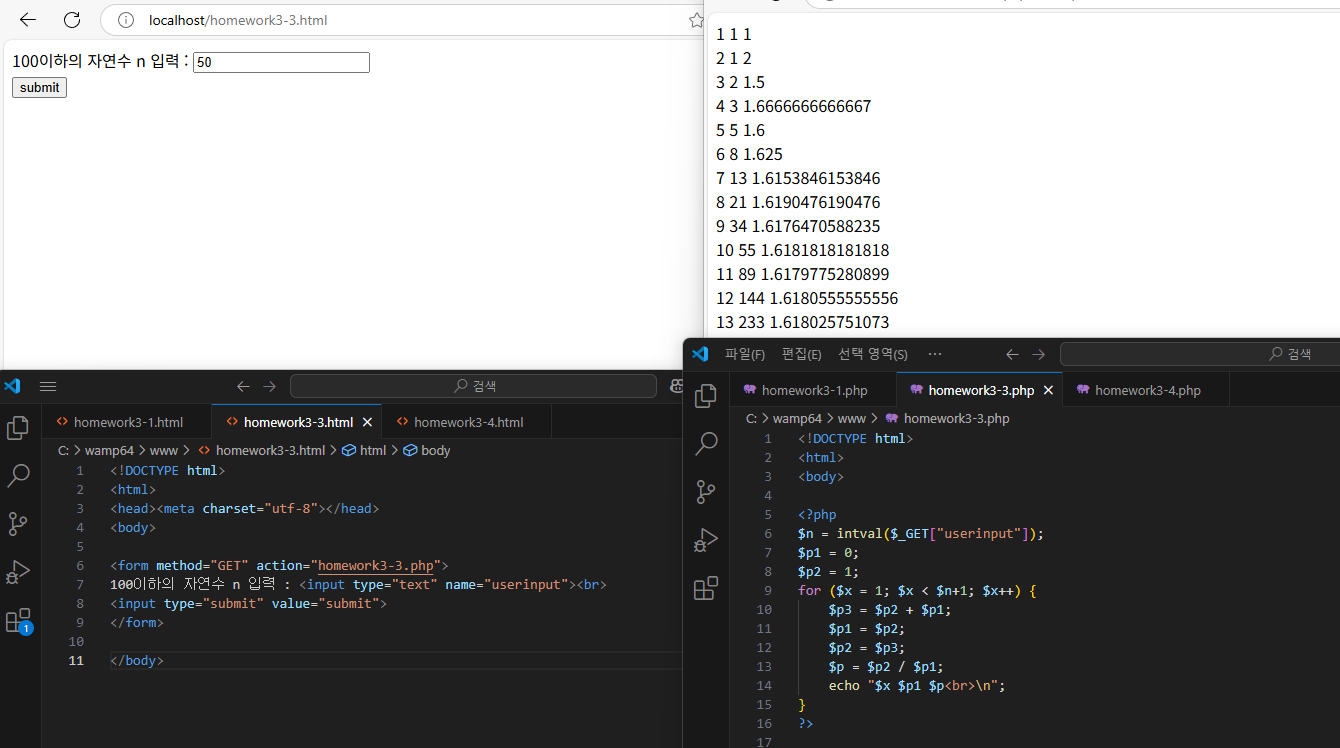 localhost/homework3-3.html
100이하의 자연수 n 입력 : 50
submit
1 1 1
2 1 2
3 2 1.5
4 3 1.6666666666667
5 5 1.6
6 8 1.625
7 13 1.6153846153846
8 21 1.6190476190476
9 34 1.6176470588235
10 55 1.6181818181818
11 89 1.6179775280899
12 144 1.6180555555556
13 233 1.618025751073
검색
homework3-1.html
homework3-3.html
homework3-4.html
C: > wamp64 > www > homework3-3.html > html > body
1 <!DOCTYPE html>
2 <html>
3 <head><meta charset="utf-8"></head>
4 <body>
5
6 <form method="GET" action="homework3-3.php">
7 100이하의 자연수 n 입력 : <input type="text" name="userinput"><br>
8 <input type="submit" value="submit">
9 </form>
10
11 </body>
1
파일(F) 편집(E) 선택 영역(S) ···
검색
homework3-1.php
homework3-3.php
homework3-4.php
C: > wamp64 > www > homework3-3.php
1 <!DOCTYPE html>
2 <html>
3 <body>
4
5 <?php
6 $n = intval($_GET["userinput"]);
7 $p1 = 0;
8 $p2 = 1;
9 for ($x = 1; $x < $n+1; $x++) {
10 $p3 = $p2 + $p1;
11 $p1 = $p2;
12 $p2 = $p3;
13 $p = $p2 / $p1;
14 echo "$x $p1 $p<br>\n";
15 }
16 ?>
17